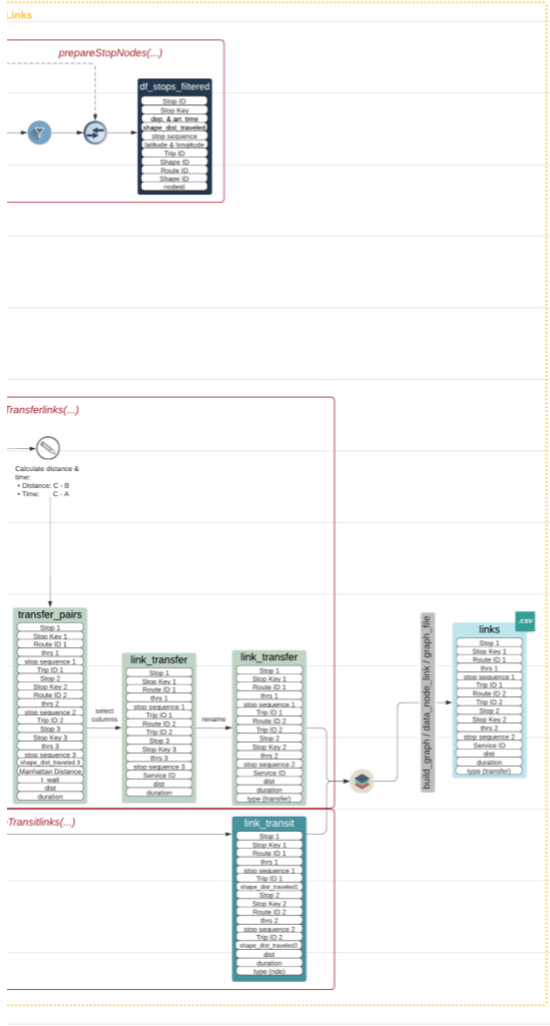 Links
prepareStopNodes(...)
df_stops_filtered
Stop ID
Stop Key
dep. & arr. time
shape_dist_traveled
stop sequence
latitude & longitude
Trip ID
Shape ID
Route ID
Shape ID
nodeid
Transferlinks(...)
Calculate distance &
time:
• Distance: C - B
• Time: C - A
transfer_pairs
Stop 1
Stop Key 1
Route ID 1
thrs 1
stop sequence 1
Trip ID 1
Stop 2
Stop Key 2
Route ID 2
thrs 2
stop sequence 2
Trip ID 2
Stop 3
Stop Key 3
thrs 3
stop sequence 3
shape_dist_traveled 3
Manhattan Distance
t_wait
dist
duration
select
columns
link_transfer
Stop 1
Stop Key 1
Route ID 1
thrs 1
stop sequence 1
Trip ID 1
Route ID 2
Trip ID 2
Stop 3
Stop Key 3
thrs 3
stop sequence 3
Service ID
dist
duration
rename
link_transfer
Stop 1
Stop Key 1
Route ID 1
thrs 1
stop sequence 1
Trip ID 1
Route ID 2
Trip ID 2
Stop 2
Stop Key 2
thrs 2
stop sequence 2
Service ID
dist
duration
type (transfer)
build_graph / data_node_link / graph_file
.csv
links
Stop 1
Stop Key 1
Route ID 1
thrs 1
stop sequence 1
Trip ID 1
Route ID 2
Trip ID 2
Stop 2
Stop Key 2
thrs 2
stop sequence 2
Service ID
dist
duration
type (transfer)
Transitlinks(...)
link_transit
Stop 1
Stop Key 1
Route ID 1
thrs 1
stop sequence 1
Trip ID 1
shape_dist_traveled1
Stop 2
Stop Key 2
Route ID 2
thrs 2
stop sequence 2
Trip ID 2
shape_dist_traveled2
dist
duration
type (ride)